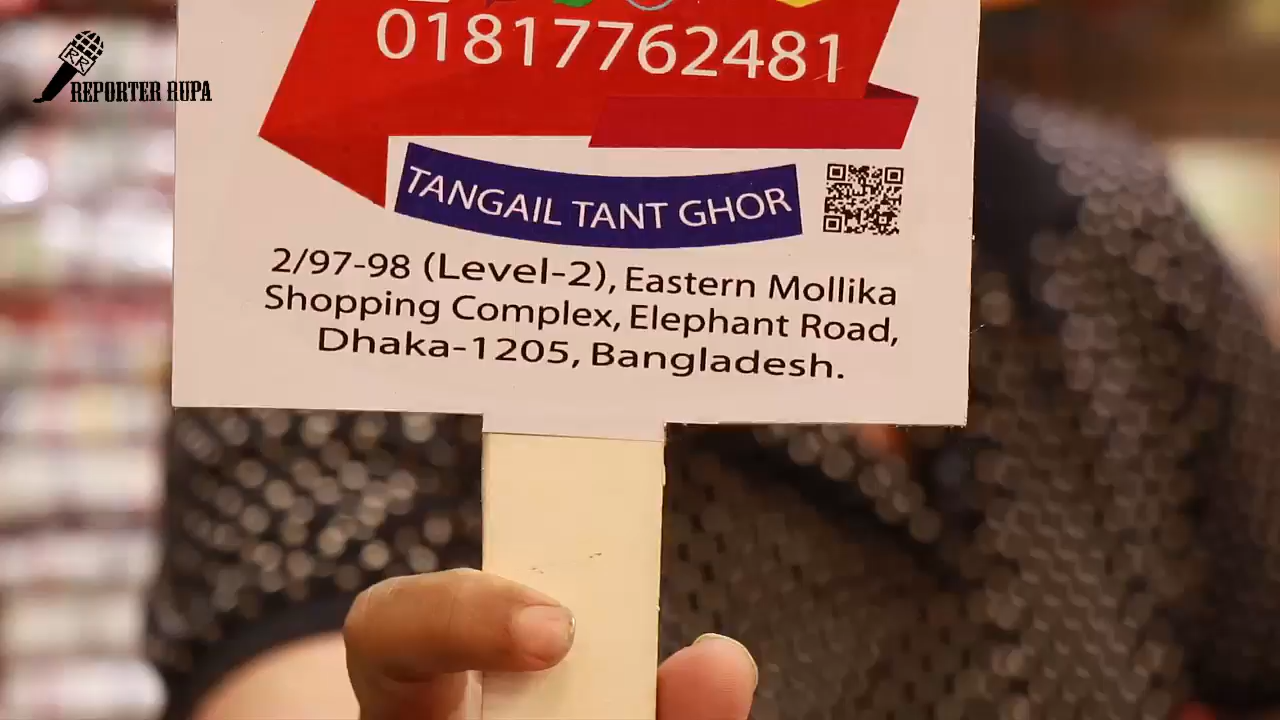 01817762481
REPORTER RUPA
TANGAIL TANT GHOR
2/97-98 (Level-2), Eastern Mollika
Shopping Complex, Elephant Road,
Dhaka-1205, Bangladesh.